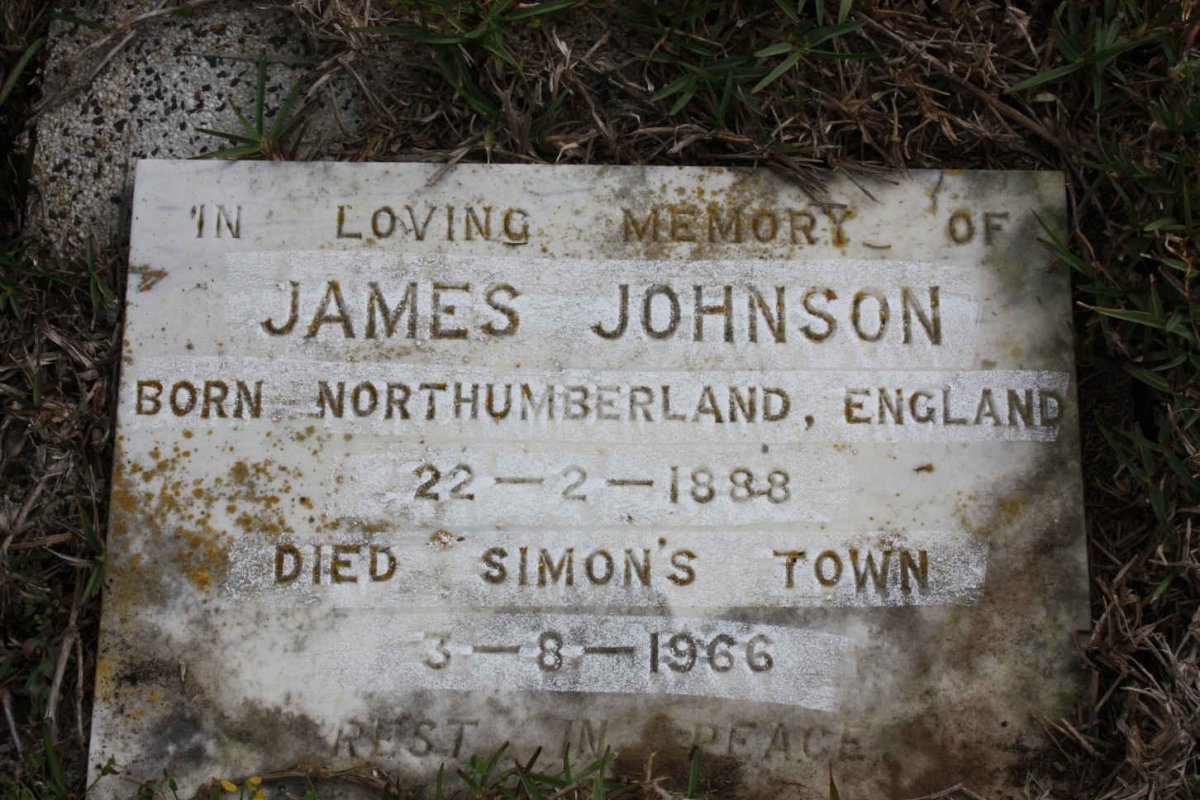 IN LOVING MEMORY OF
JAMES JOHNSON
BORN NORTHUMBERLAND, ENGLAND
22-2-1888
DIED SIMON'S TOWN
3-8-1966
REST IN PEACE